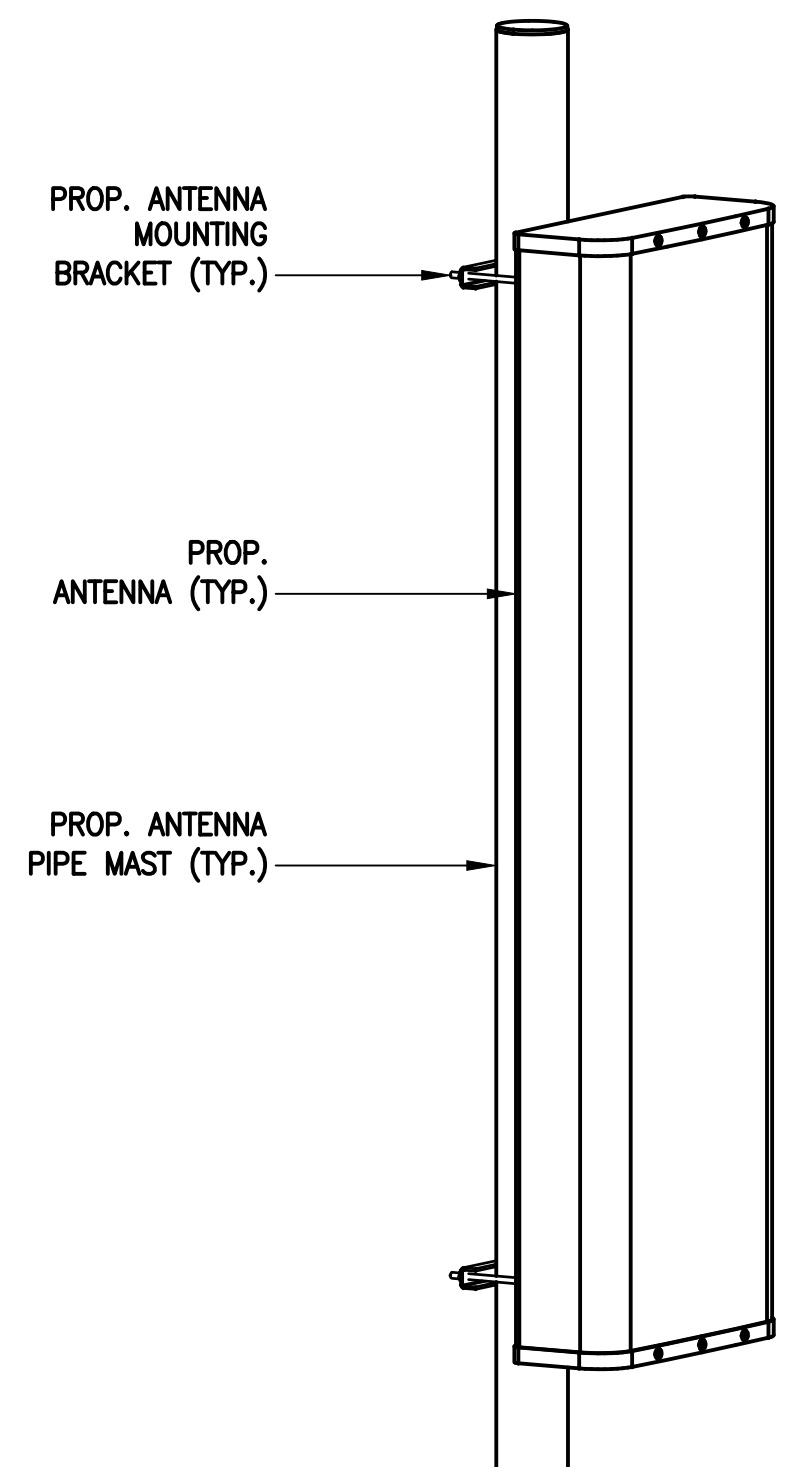 PROP. ANTENNA
MOUNTING
BRACKET (TYP.)
PROP.
ANTENNA (TYP.)
PROP. ANTENNA
PIPE MAST (TYP.)